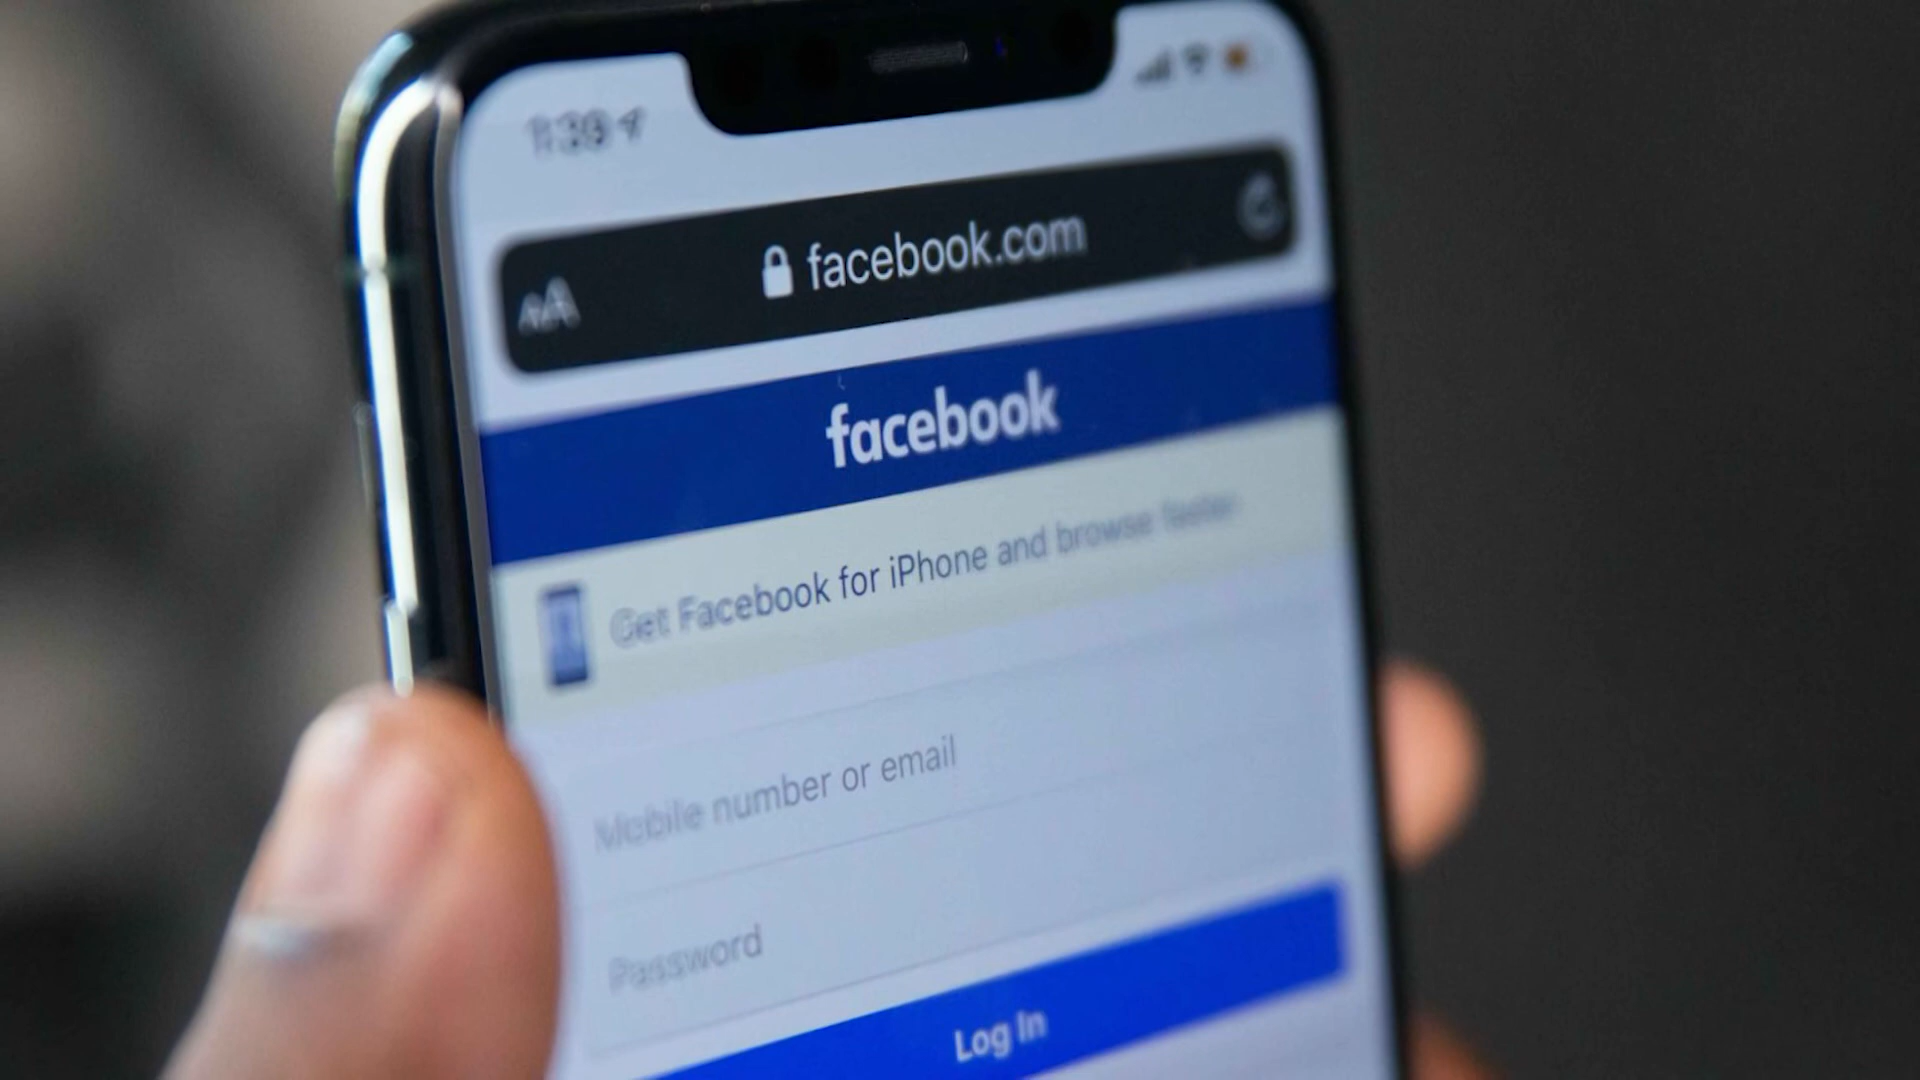 1:39
AA facebook.com
facebook
Get Facebook for iPhone and browse faster.
Mobile number or email
Password
Log In